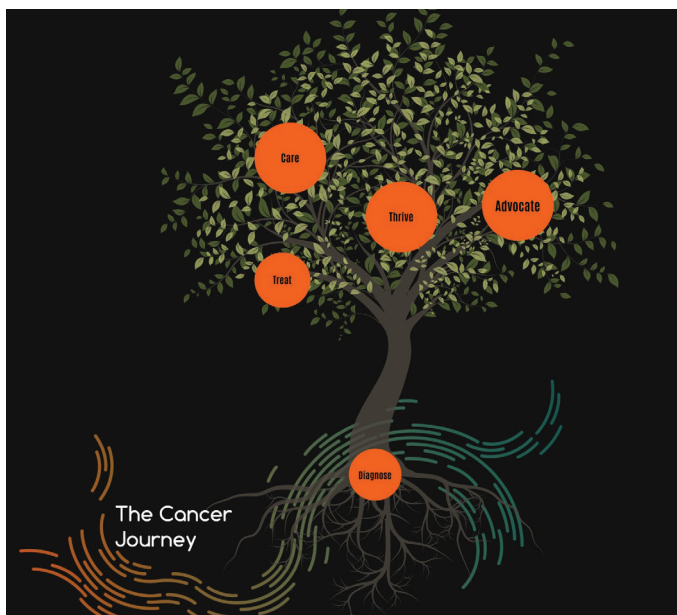 Care
Thrive
Advocate
Treat
Diagnose
The Cancer
Journey